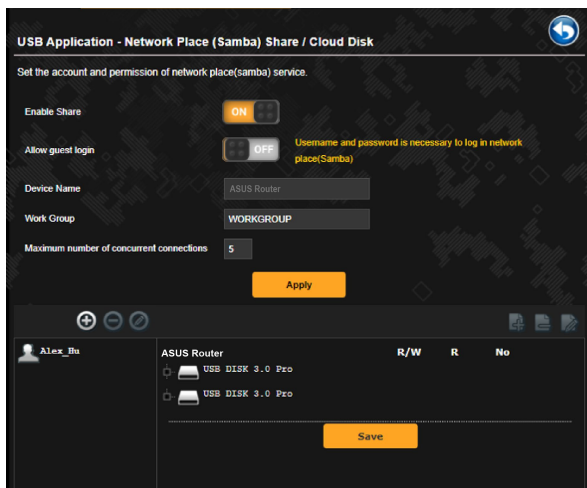 USB Application - Network Place (Samba) Share / Cloud Disk
Set the account and permission of network place(samba) service.
Enable Share
ON
Allow guest login
OFF
Username and password is necessary to log in network
place(Samba)
Device Name
ASUS Router
Work Group
WORKGROUP
Maximum number of concurrent connections
5
Apply
Alex_Hu
ASUS Router R/W R No
USB DISK 3.0 Pro
USB DISK 3.0 Pro
Save